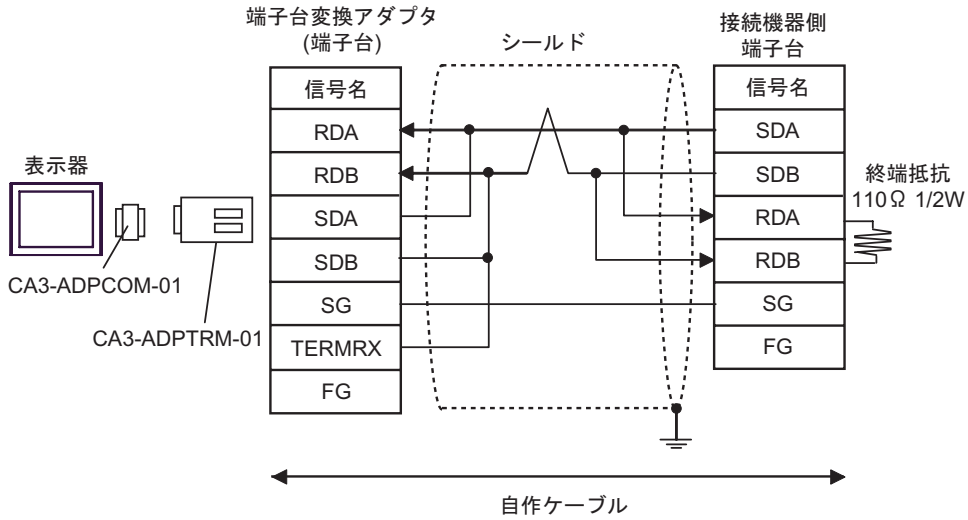 端子台変換アダプタ
(端子台)
シールド
接続機器側
端子台
表示器
CA3-ADPCOM-01
CA3-ADPTRM-01
信号名
RDA
RDB
SDA
SDB
SG
TERMRX
FG
信号名
SDA
SDB
RDA
RDB
SG
FG
終端抵抗
110Ω 1/2W
自作ケーブル